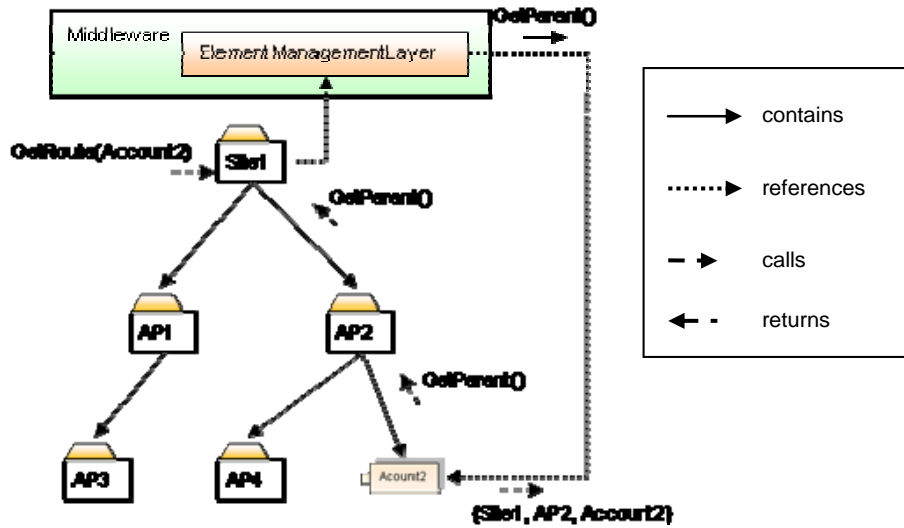 GetParent()
Middleware
Element ManagementLayer
contains
GetRoute(Account2)
Site1
references
GetParent()
calls
returns
AP1
AP2
GetParent()
AP3
AP4
Acount2
{Site1, AP2, Account2}